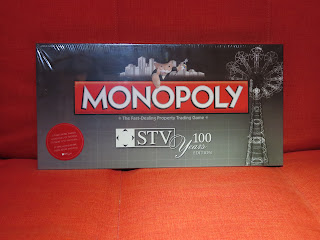 MONOPOLY
The Fast-Dealing Property Trading Game
STV & 100
Years
EDITION